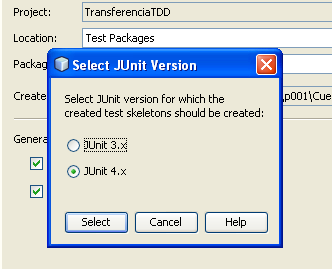 Project:
TransferenciaTDD
Location:
Test Packages
Packag
Select JUnit Version
Create
Select JUnit version for which the
created test skeletons should be created:
\p001\Cue
JUnit 3.x
Genera
JUnit 4.x
Select
Cancel
Help